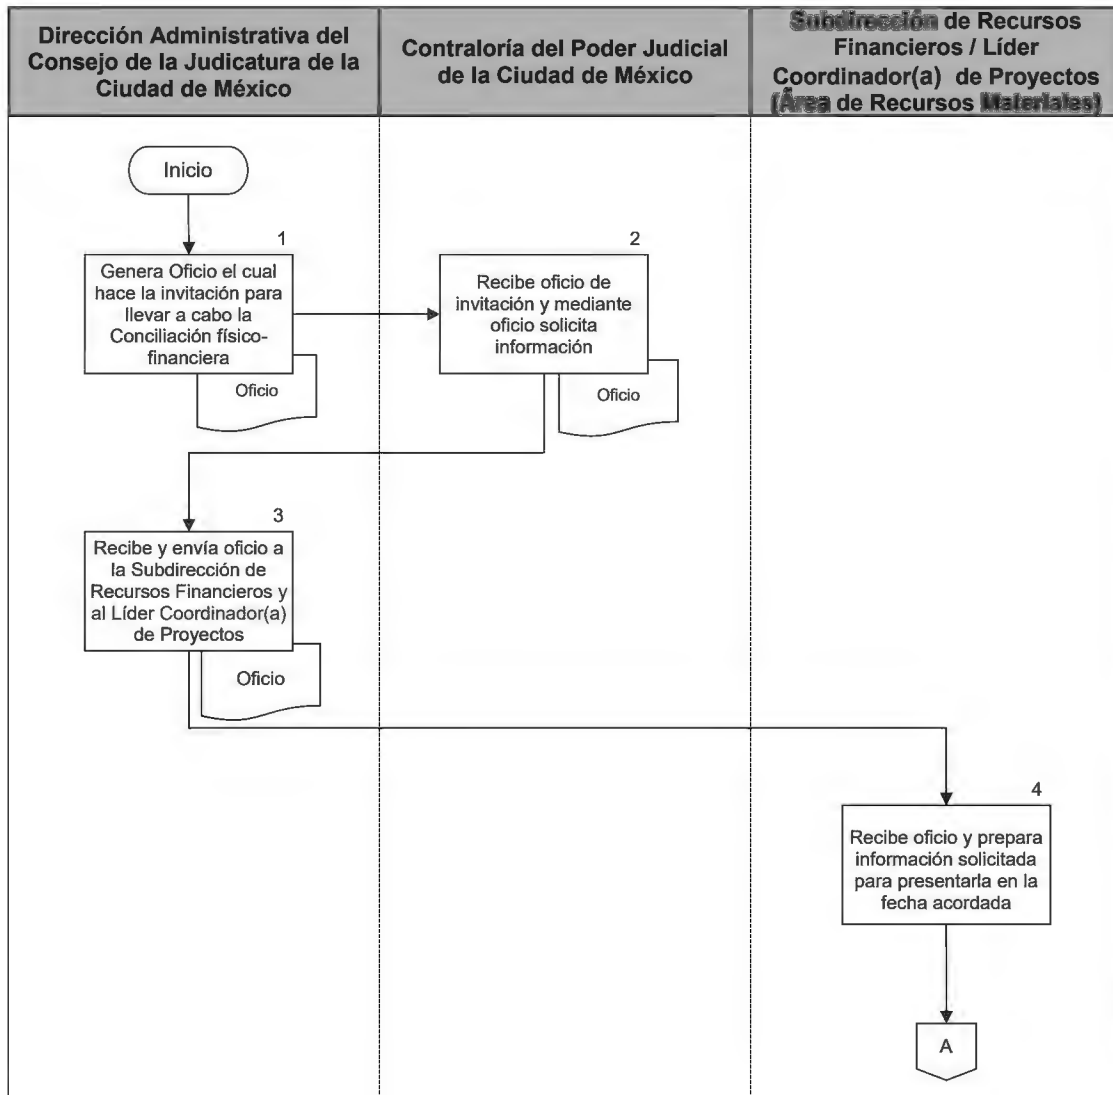 Dirección Administrativa del
Consejo de la Judicatura de la
Ciudad de México
Contraloría del Poder Judicial
de la Ciudad de México
Subdirección de Recursos
Financieros / Líder
Coordinador(a) de Proyectos
(Área de Recursos Materiales)
Inicio
1
Genera Oficio el cual
hace la invitación para
llevar a cabo la
Conciliación físico-
financiera
Oficio
2
Recibe oficio de
invitación y mediante
oficio solicita
información
Oficio
3
Recibe y envía oficio a
la Subdirección de
Recursos Financieros y
al Líder Coordinador(a)
de Proyectos
Oficio
4
Recibe oficio y prepara
información solicitada
para presentarla en la
fecha acordada
A